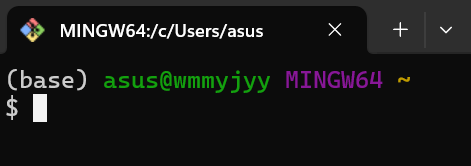 MINGW64:/c/Users/asus
(base) asus@wmmyjyy MINGW64 ~
$